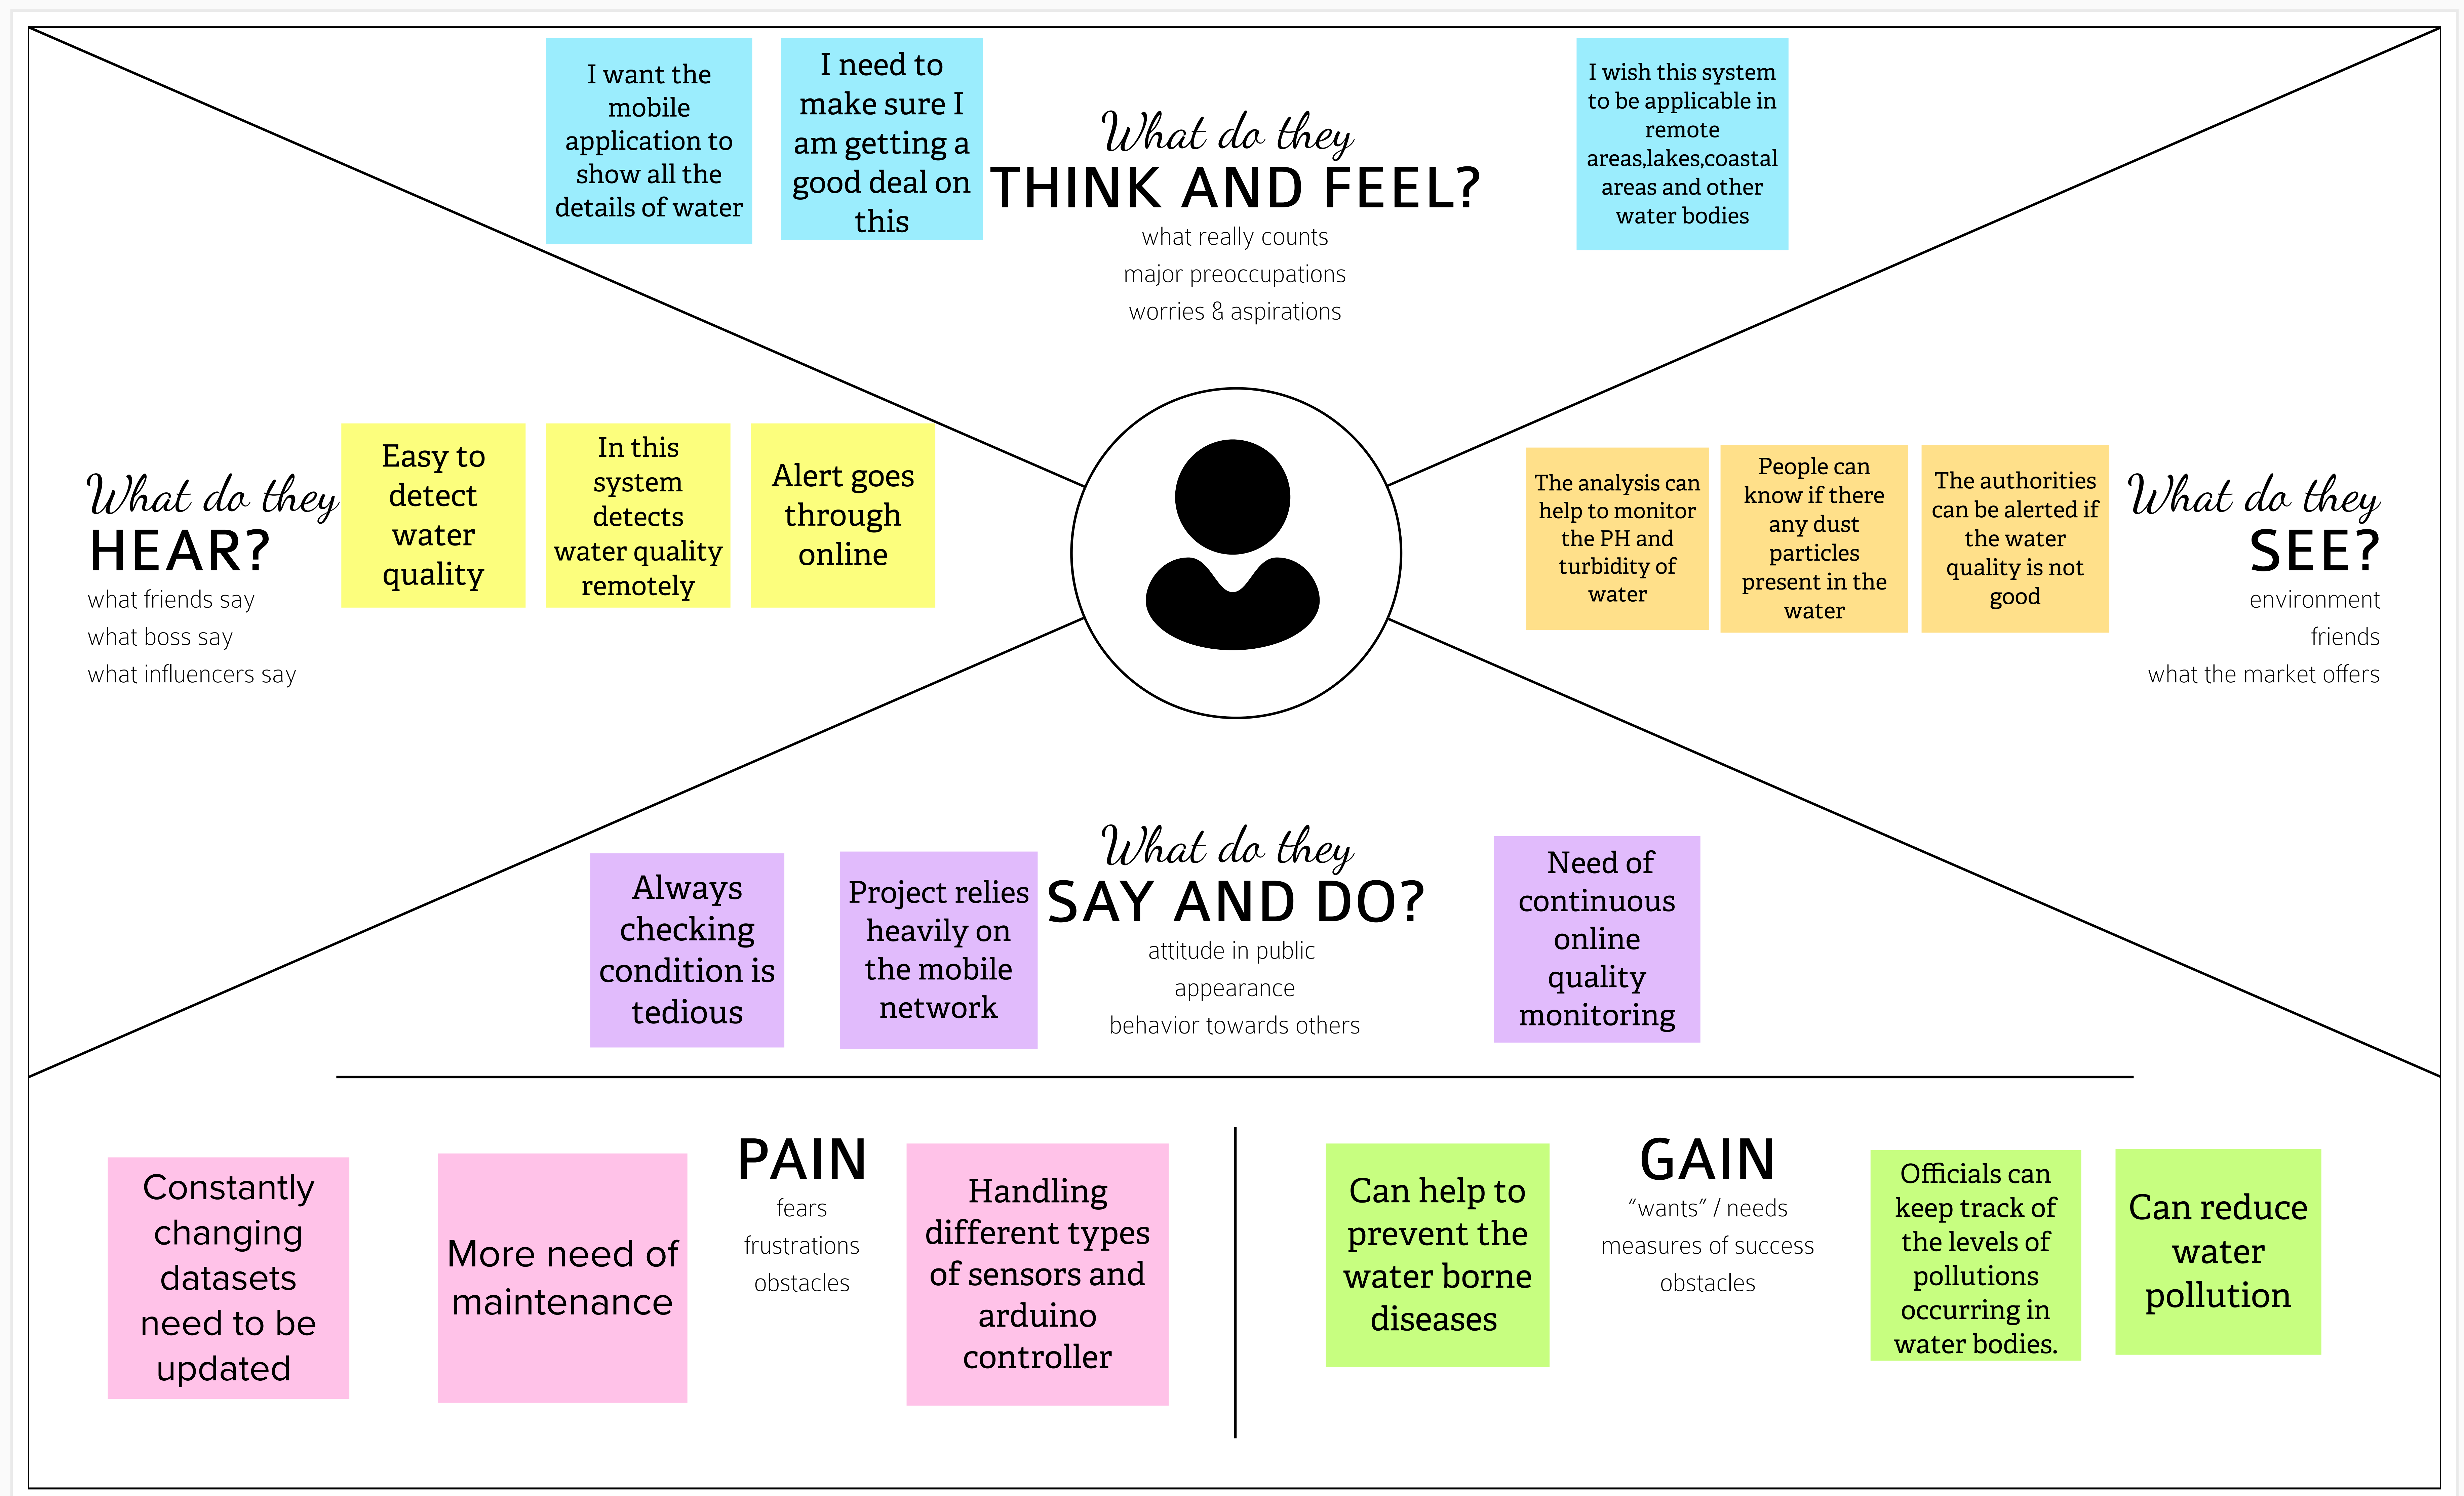 I want the
mobile
application to
show all the
details of water
I need to
make sure I
am getting a
good deal on
this
What do they
THINK AND FEEL?
what really counts
major preoccupations
worries & aspirations
I wish this system
to be applicable in
remote
areas,lakes,coastal
areas and other
water bodies
What do they
HEAR?
what friends say
what boss say
what influencers say
Easy to
detect
water
quality
In this
system
detects
water quality
remotely
Alert goes
through
online
The analysis can
help to monitor
the PH and
turbidity of
water
People can
know if there
any dust
particles
present in the
water
The authorities
can be alerted if
the water
quality is not
good
What do they
SEE?
environment
friends
what the market offers
Always
checking
condition is
tedious
Project relies
heavily on
the mobile
network
What do they
SAY AND DO?
attitude in public
appearance
behavior towards others
Need of
continuous
online
quality
monitoring
Constantly
changing
datasets
need to be
updated
More need of
maintenance
PAIN
fears
frustrations
obstacles
Handling
different types
of sensors and
arduino
controller
Can help to
prevent the
water borne
diseases
GAIN
“wants” / needs
measures of success
obstacles
Officials can
keep track of
the levels of
pollutions
occurring in
water bodies.
Can reduce
water
pollution